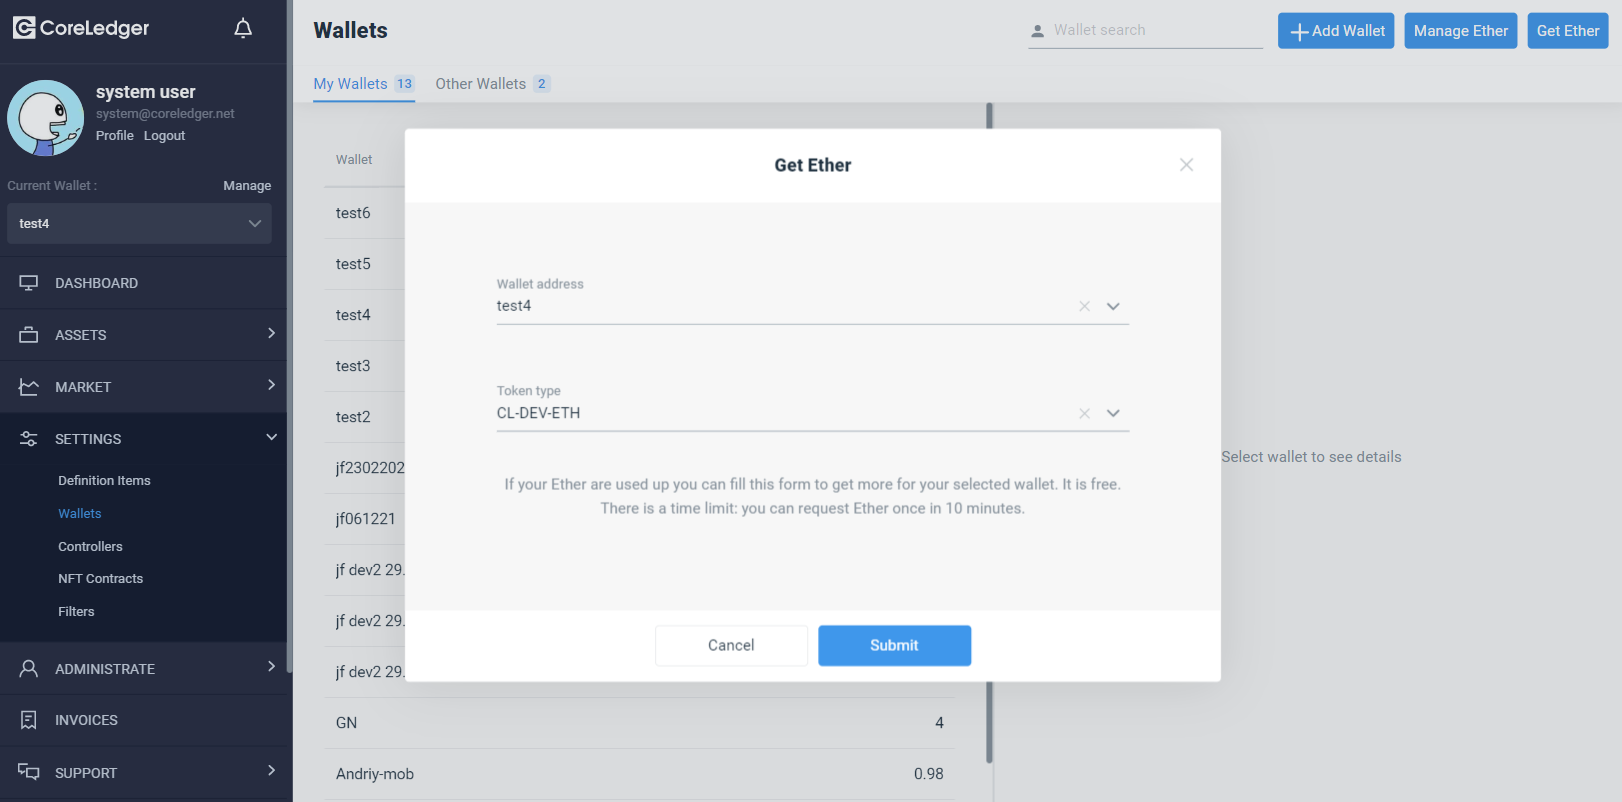 CoreLedger
system user
system@coreledger.net
Profile Logout
Current Wallet : Manage
test4
DASHBOARD
ASSETS
MARKET
SETTINGS
Definition Items
Wallets
Controllers
NFT Contracts
Filters
ADMINISTRATE
INVOICES
SUPPORT
Wallets
Wallet search
Add Wallet
Manage Ether
Get Ether
My Wallets 13 Other Wallets 2
Wallet
test6
test5
test4
test3
test2
jf2302202
jf061221
jf dev2 29.
jf dev2 29.
jf dev2 29.
GN 4
Andriy-mob 0.98
Get Ether
Wallet address
test4
Token type
CL-DEV-ETH
If your Ether are used up you can fill this form to get more for your selected wallet. It is free.
There is a time limit: you can request Ether once in 10 minutes.
Cancel Submit
Select wallet to see details